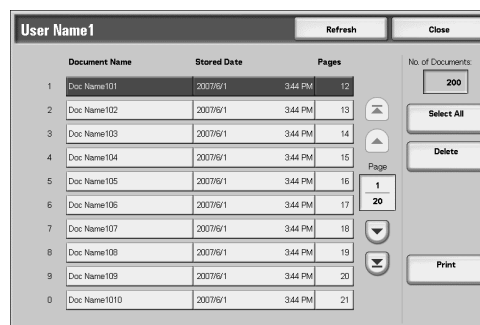 User Name1 Refresh Close
Document Name Stored Date Pages No. of Documents:
200
1 Doc Name101 2007/6/1 3:44 PM 12
2 Doc Name102 2007/6/1 3:44 PM 13
Select All
3 Doc Name103 2007/6/1 3:44 PM 14
4 Doc Name104 2007/6/1 3:44 PM 15
Delete
Page
5 Doc Name105 2007/6/1 3:44 PM 16
1
6 Doc Name106 2007/6/1 3:44 PM 17
20
7 Doc Name107 2007/6/1 3:44 PM 18
8 Doc Name108 2007/6/1 3:44 PM 19
9 Doc Name109 2007/6/1 3:44 PM 20
Print
0 Doc Name1010 2007/6/1 3:44 PM 21